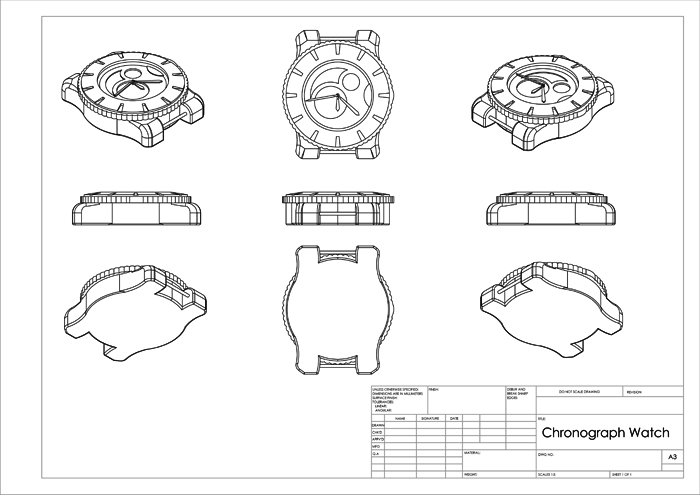 UNLESS OTHERWISE SPECIFIED:
DIMENSIONS ARE IN MILLIMETERS
SURFACE FINISH:
TOLERANCES:
LINEAR:
ANGULAR:
FINISH:
DEBUR AND
BREAK SHARP
EDGES
DO NOT SCALE DRAWING
REVISION
NAME
SIGNATURE
DATE
DRAWN
CHK'D
APPV'D
MFG
Q.A
TITLE:
Chronograph Watch
MATERIAL:
DWG NO.
A3
WEIGHT:
SCALE:1:5
SHEET 1 OF 1